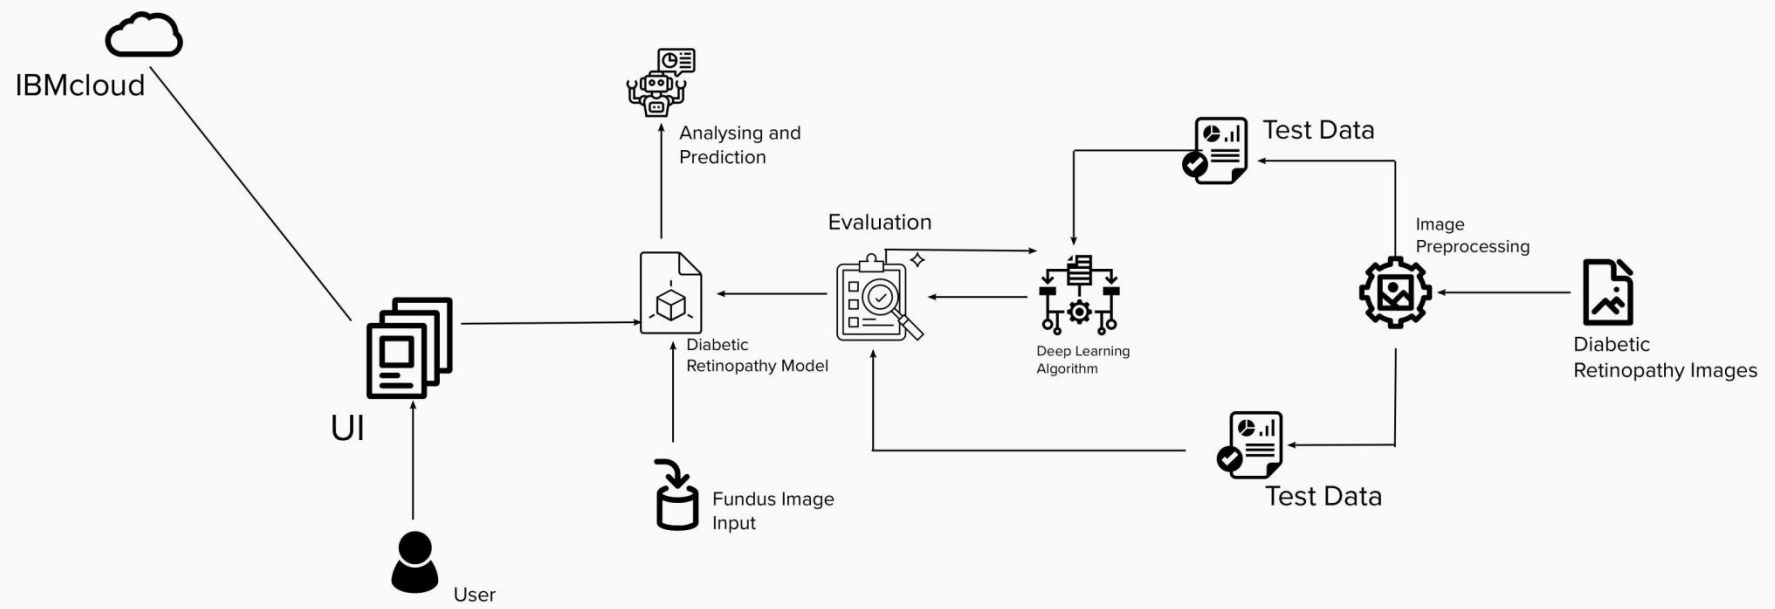 IBMcloud
Analysing and
Prediction
Test Data
Evaluation
Image
Preprocessing
Diabetic
Retinopathy Model
Deep Learning
Algorithm
Diabetic
Retinopathy Images
UI
Fundus Image
Input
Test Data
User